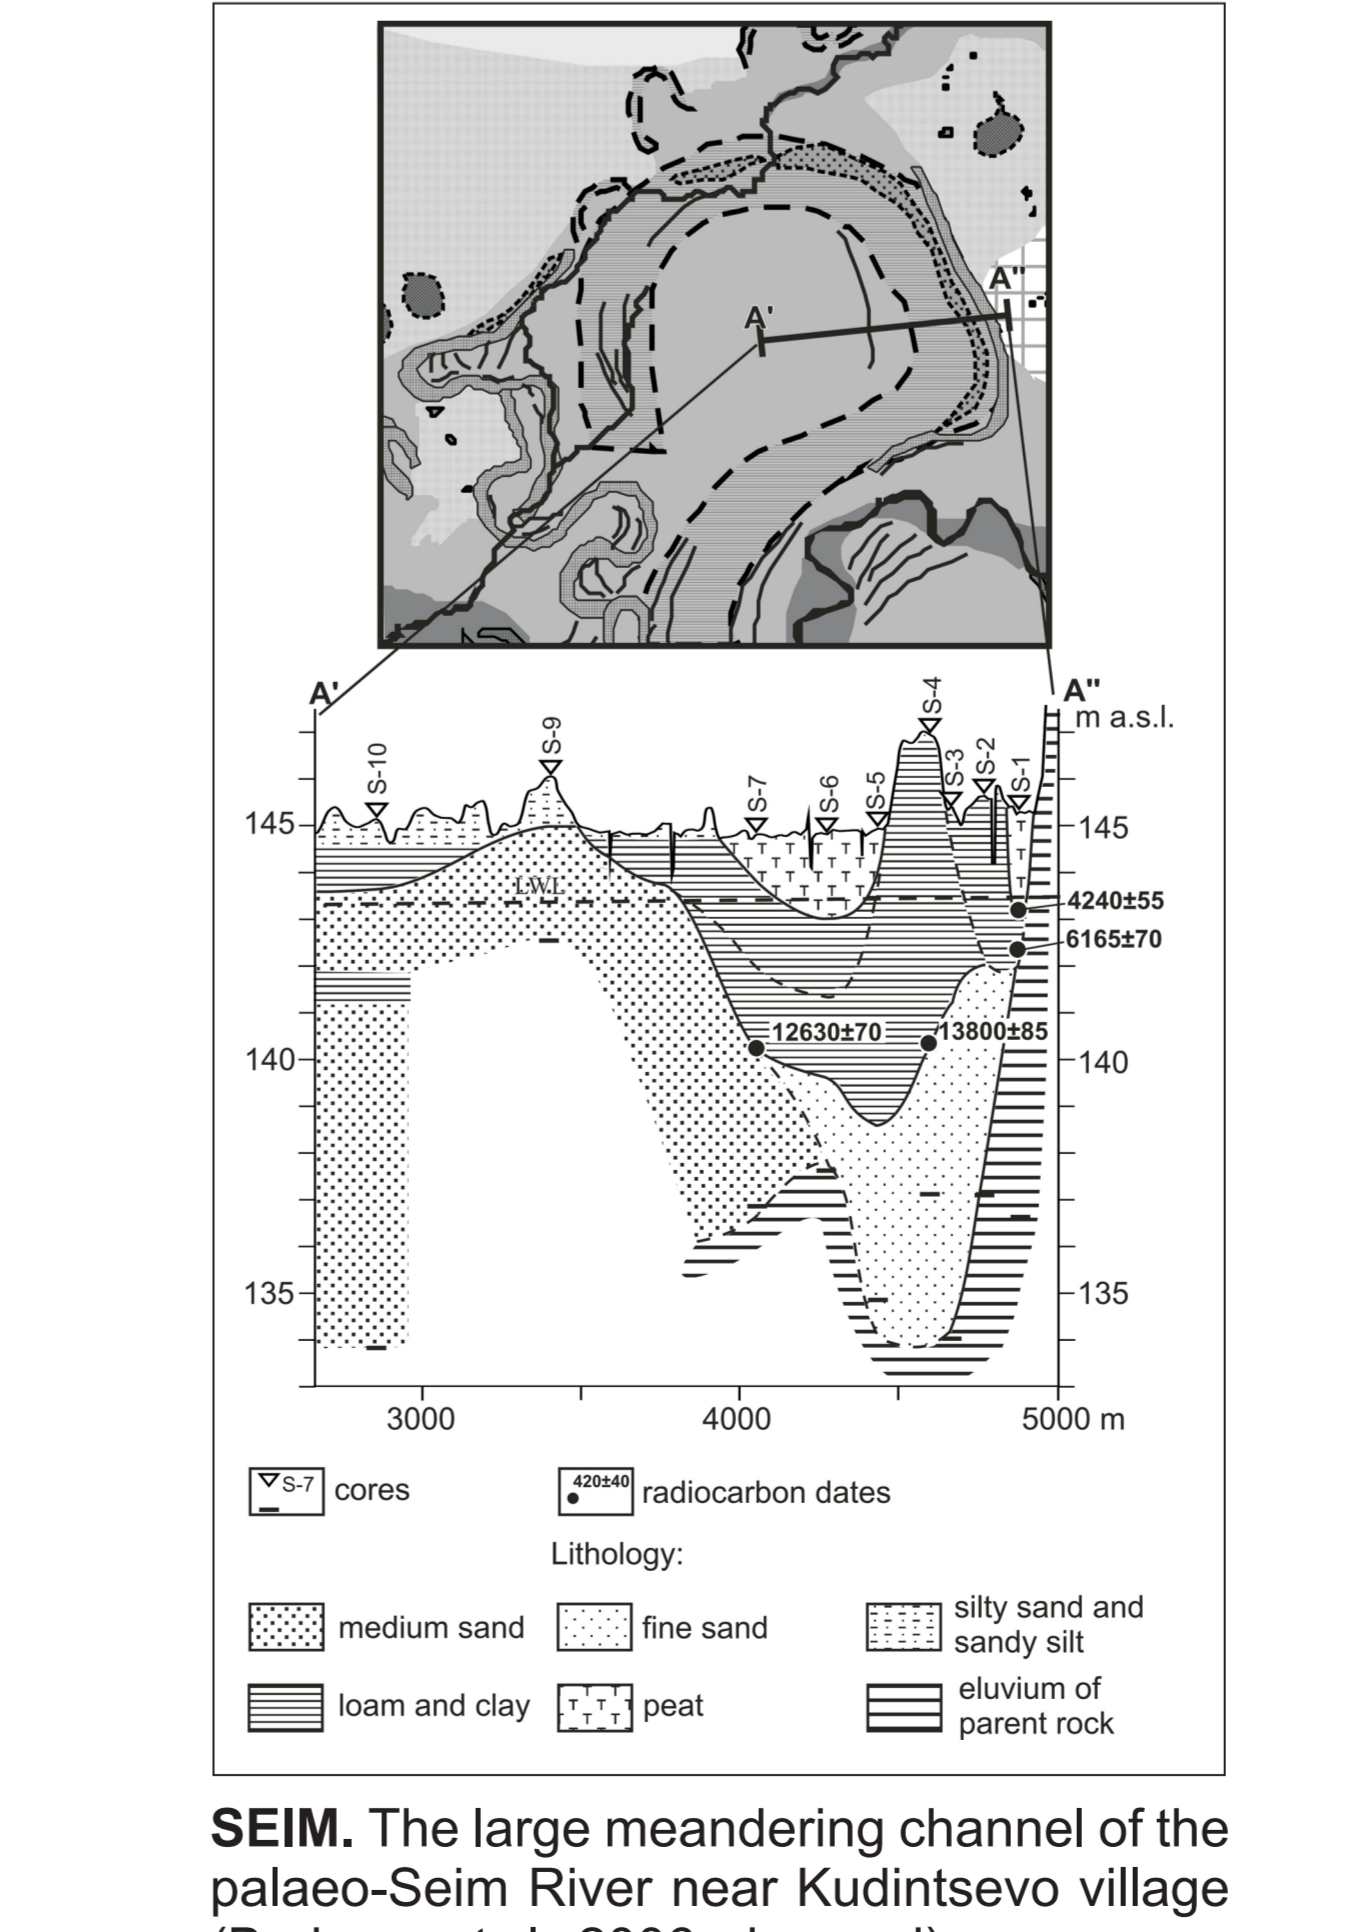 A'
A''
A'
A''
m a.s.l.
S-10
S-9
S-7
S-6
S-5
S-4
S-3
S-2
S-1
145
145
LWL
4240±55
6165±70
12630±70
13800±85
140
140
135
135
3000
4000
5000 m
S-7
cores
420±40
radiocarbon dates
Lithology:
medium sand
fine sand
silty sand and
sandy silt
loam and clay
peat
eluvium of
parent rock
SEIM. The large meandering channel of the
palaeo-Seim River near Kudintsevo village